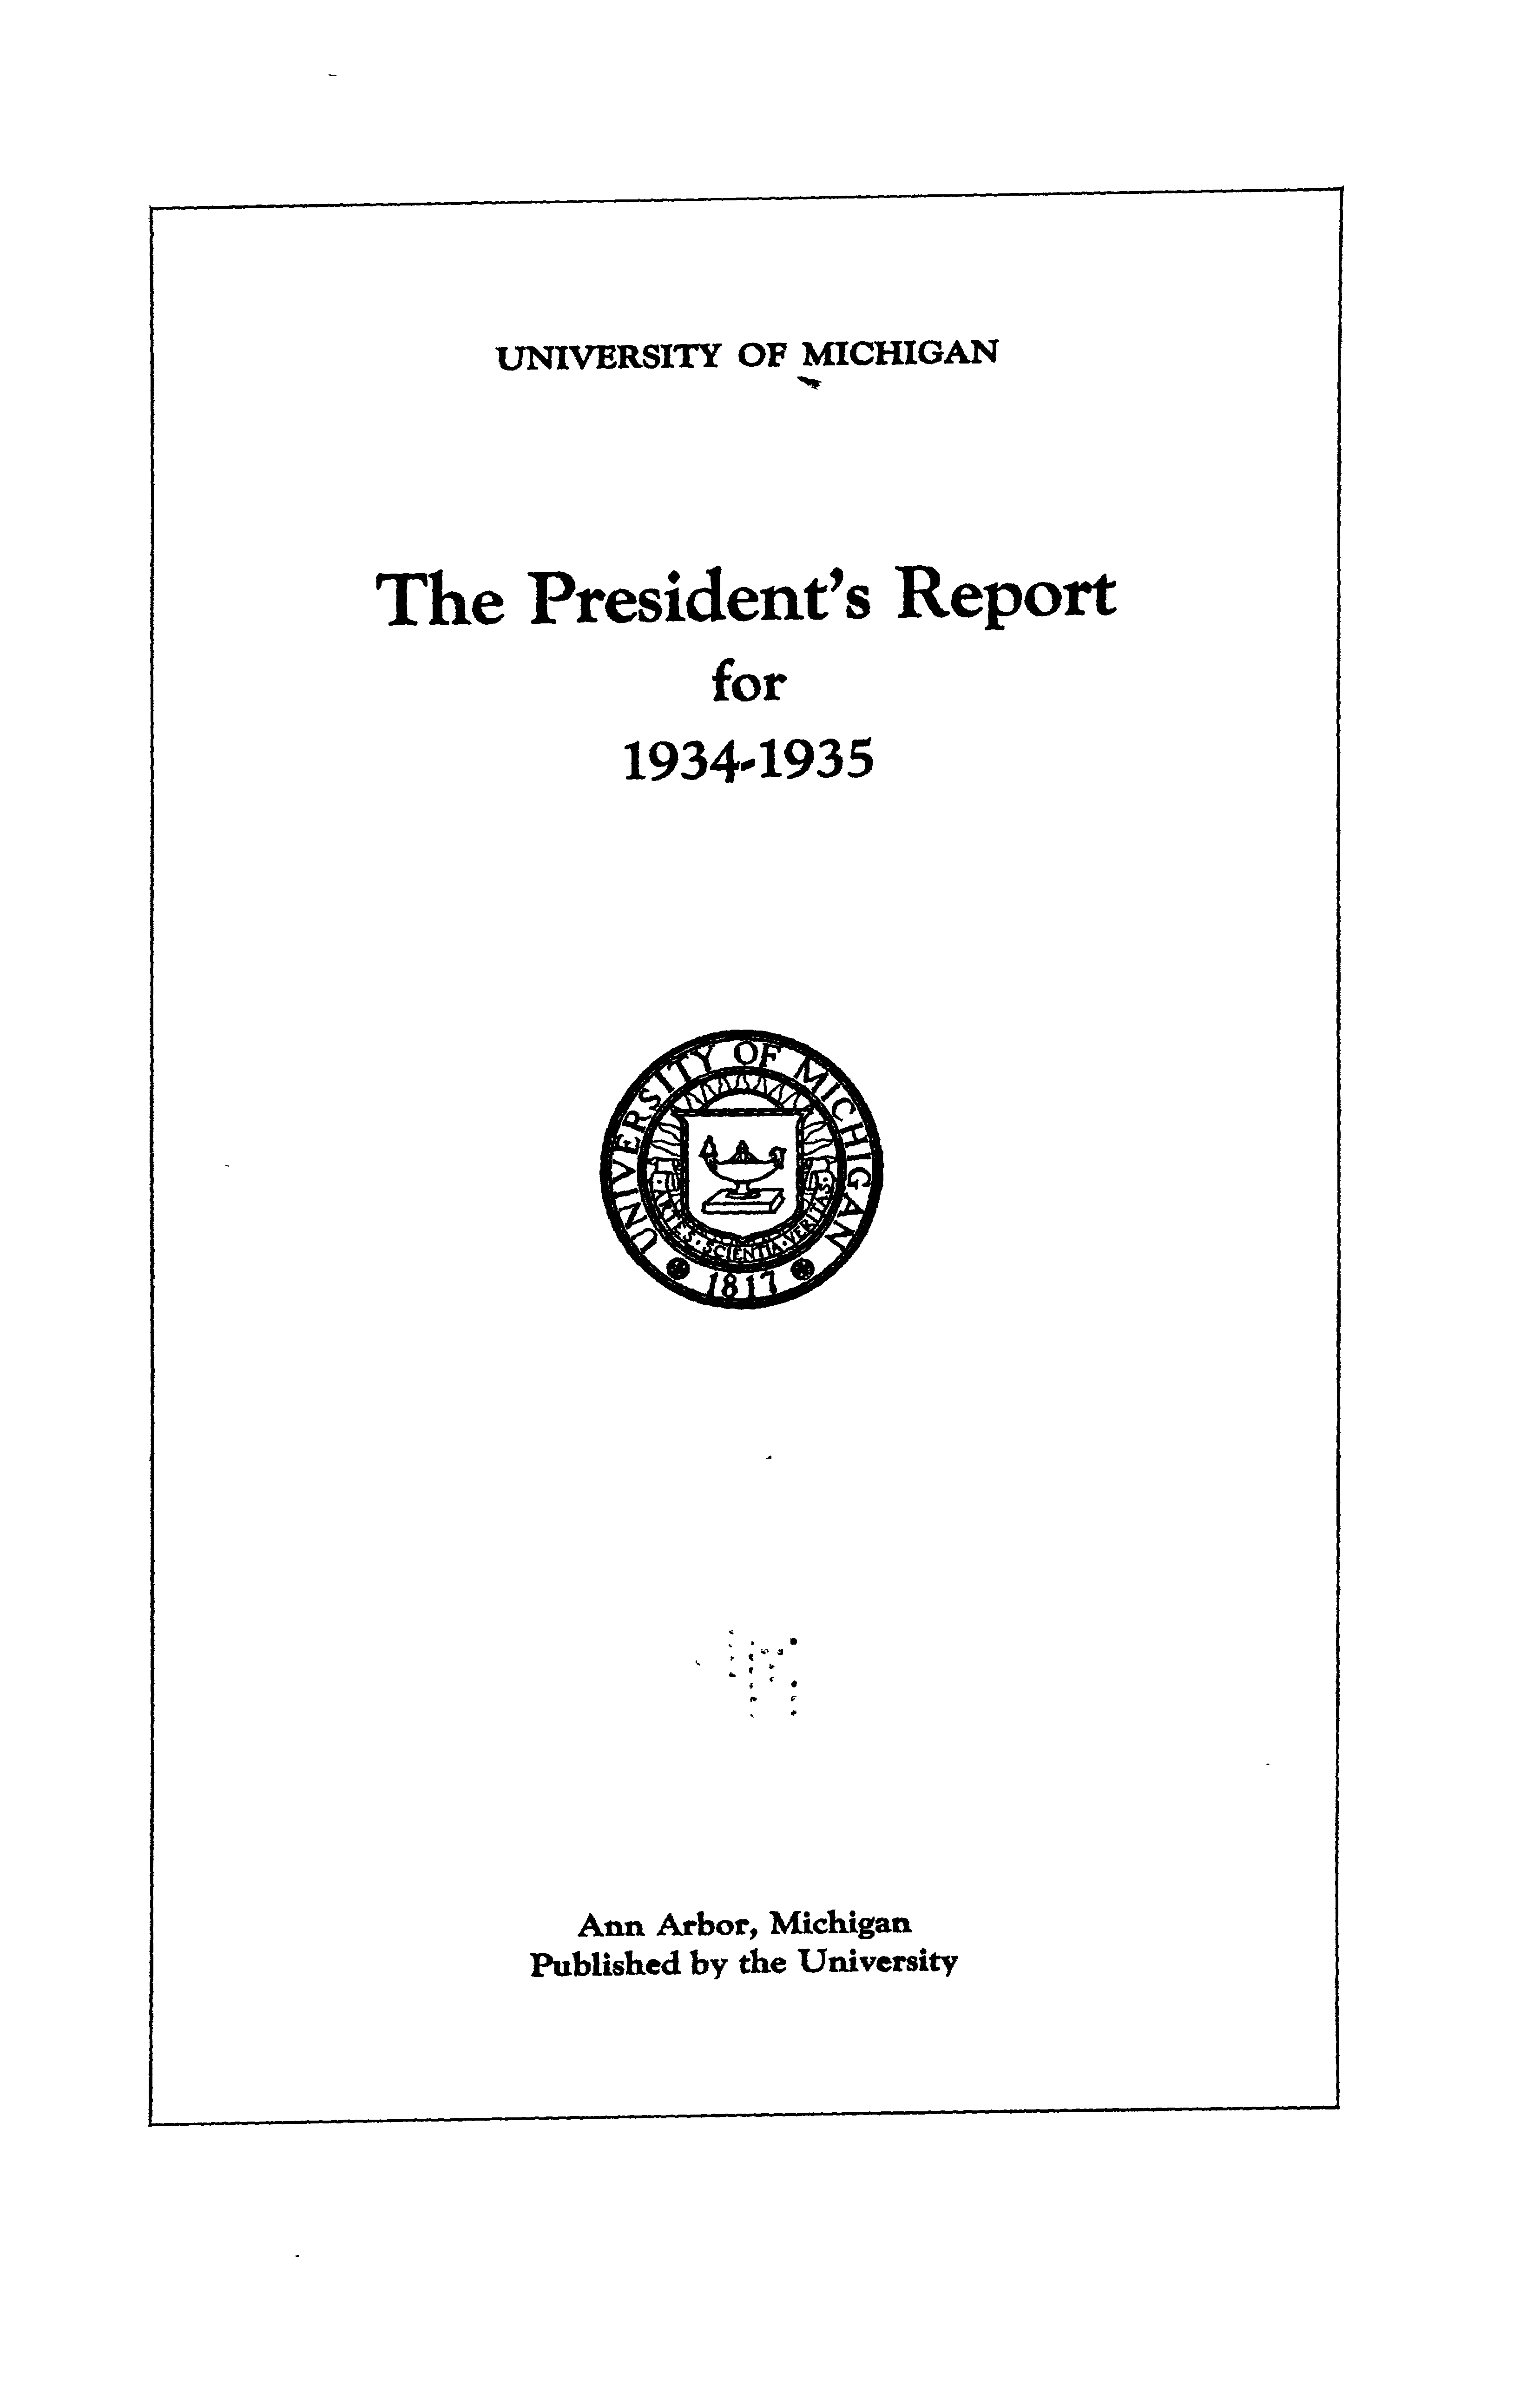 UNIVERSITY OF MICHIGAN
The President's Report
for
1934-1935
UNIVERSITY OF MICHIGAN
ARTES·SCIENTIA·VERITAS
1817
Ann Arbor, Michigan
Published by the University